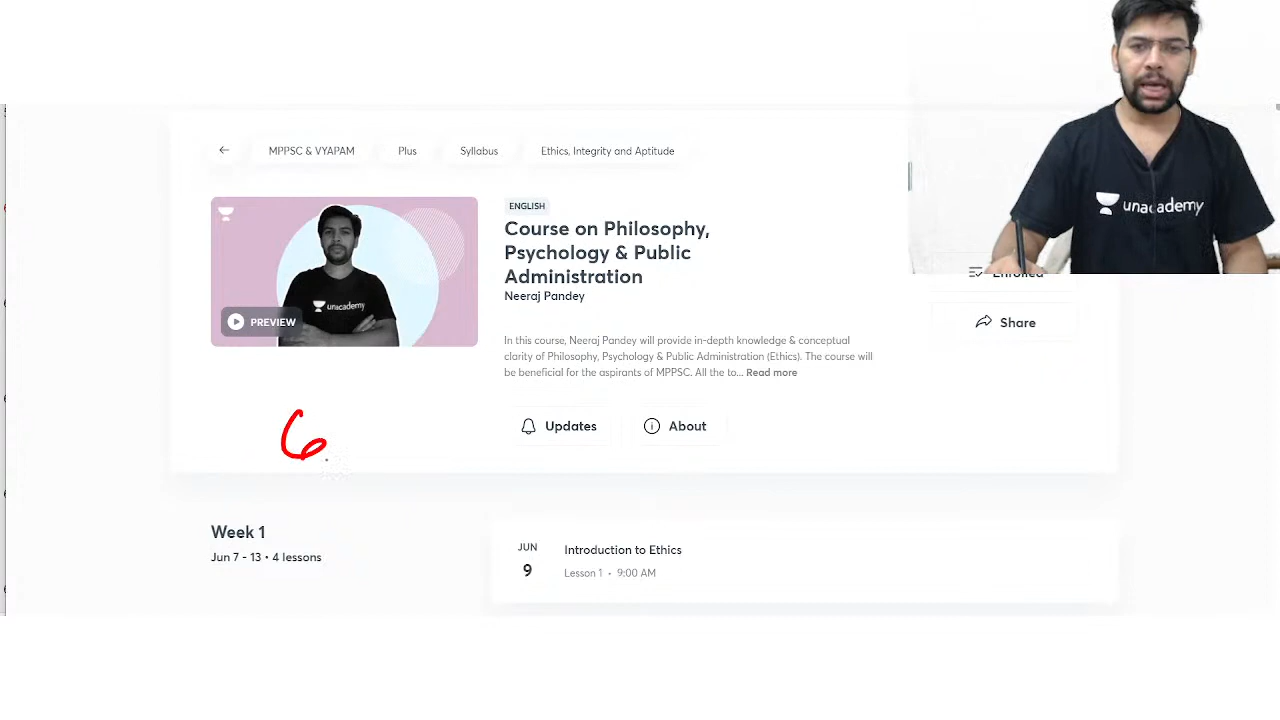 MPPSC & VYAPAM
Plus
Syllabus
Ethics, Integrity and Aptitude
ENGLISH
Course on Philosophy,
Psychology & Public
Administration
Neeraj Pandey
unacademy
PREVIEW
In this course, Neeraj Pandey will provide in-depth knowledge & conceptual
clarity of Philosophy, Psychology & Public Administration (Ethics). The course will
be beneficial for the aspirants of MPPSC. All the to... Read more
Updates
About
unacademy
Enrolled
Share
6
Week 1
Jun 7 - 13 • 4 lessons
JUN
9
Introduction to Ethics
Lesson 1 • 9:00 AM